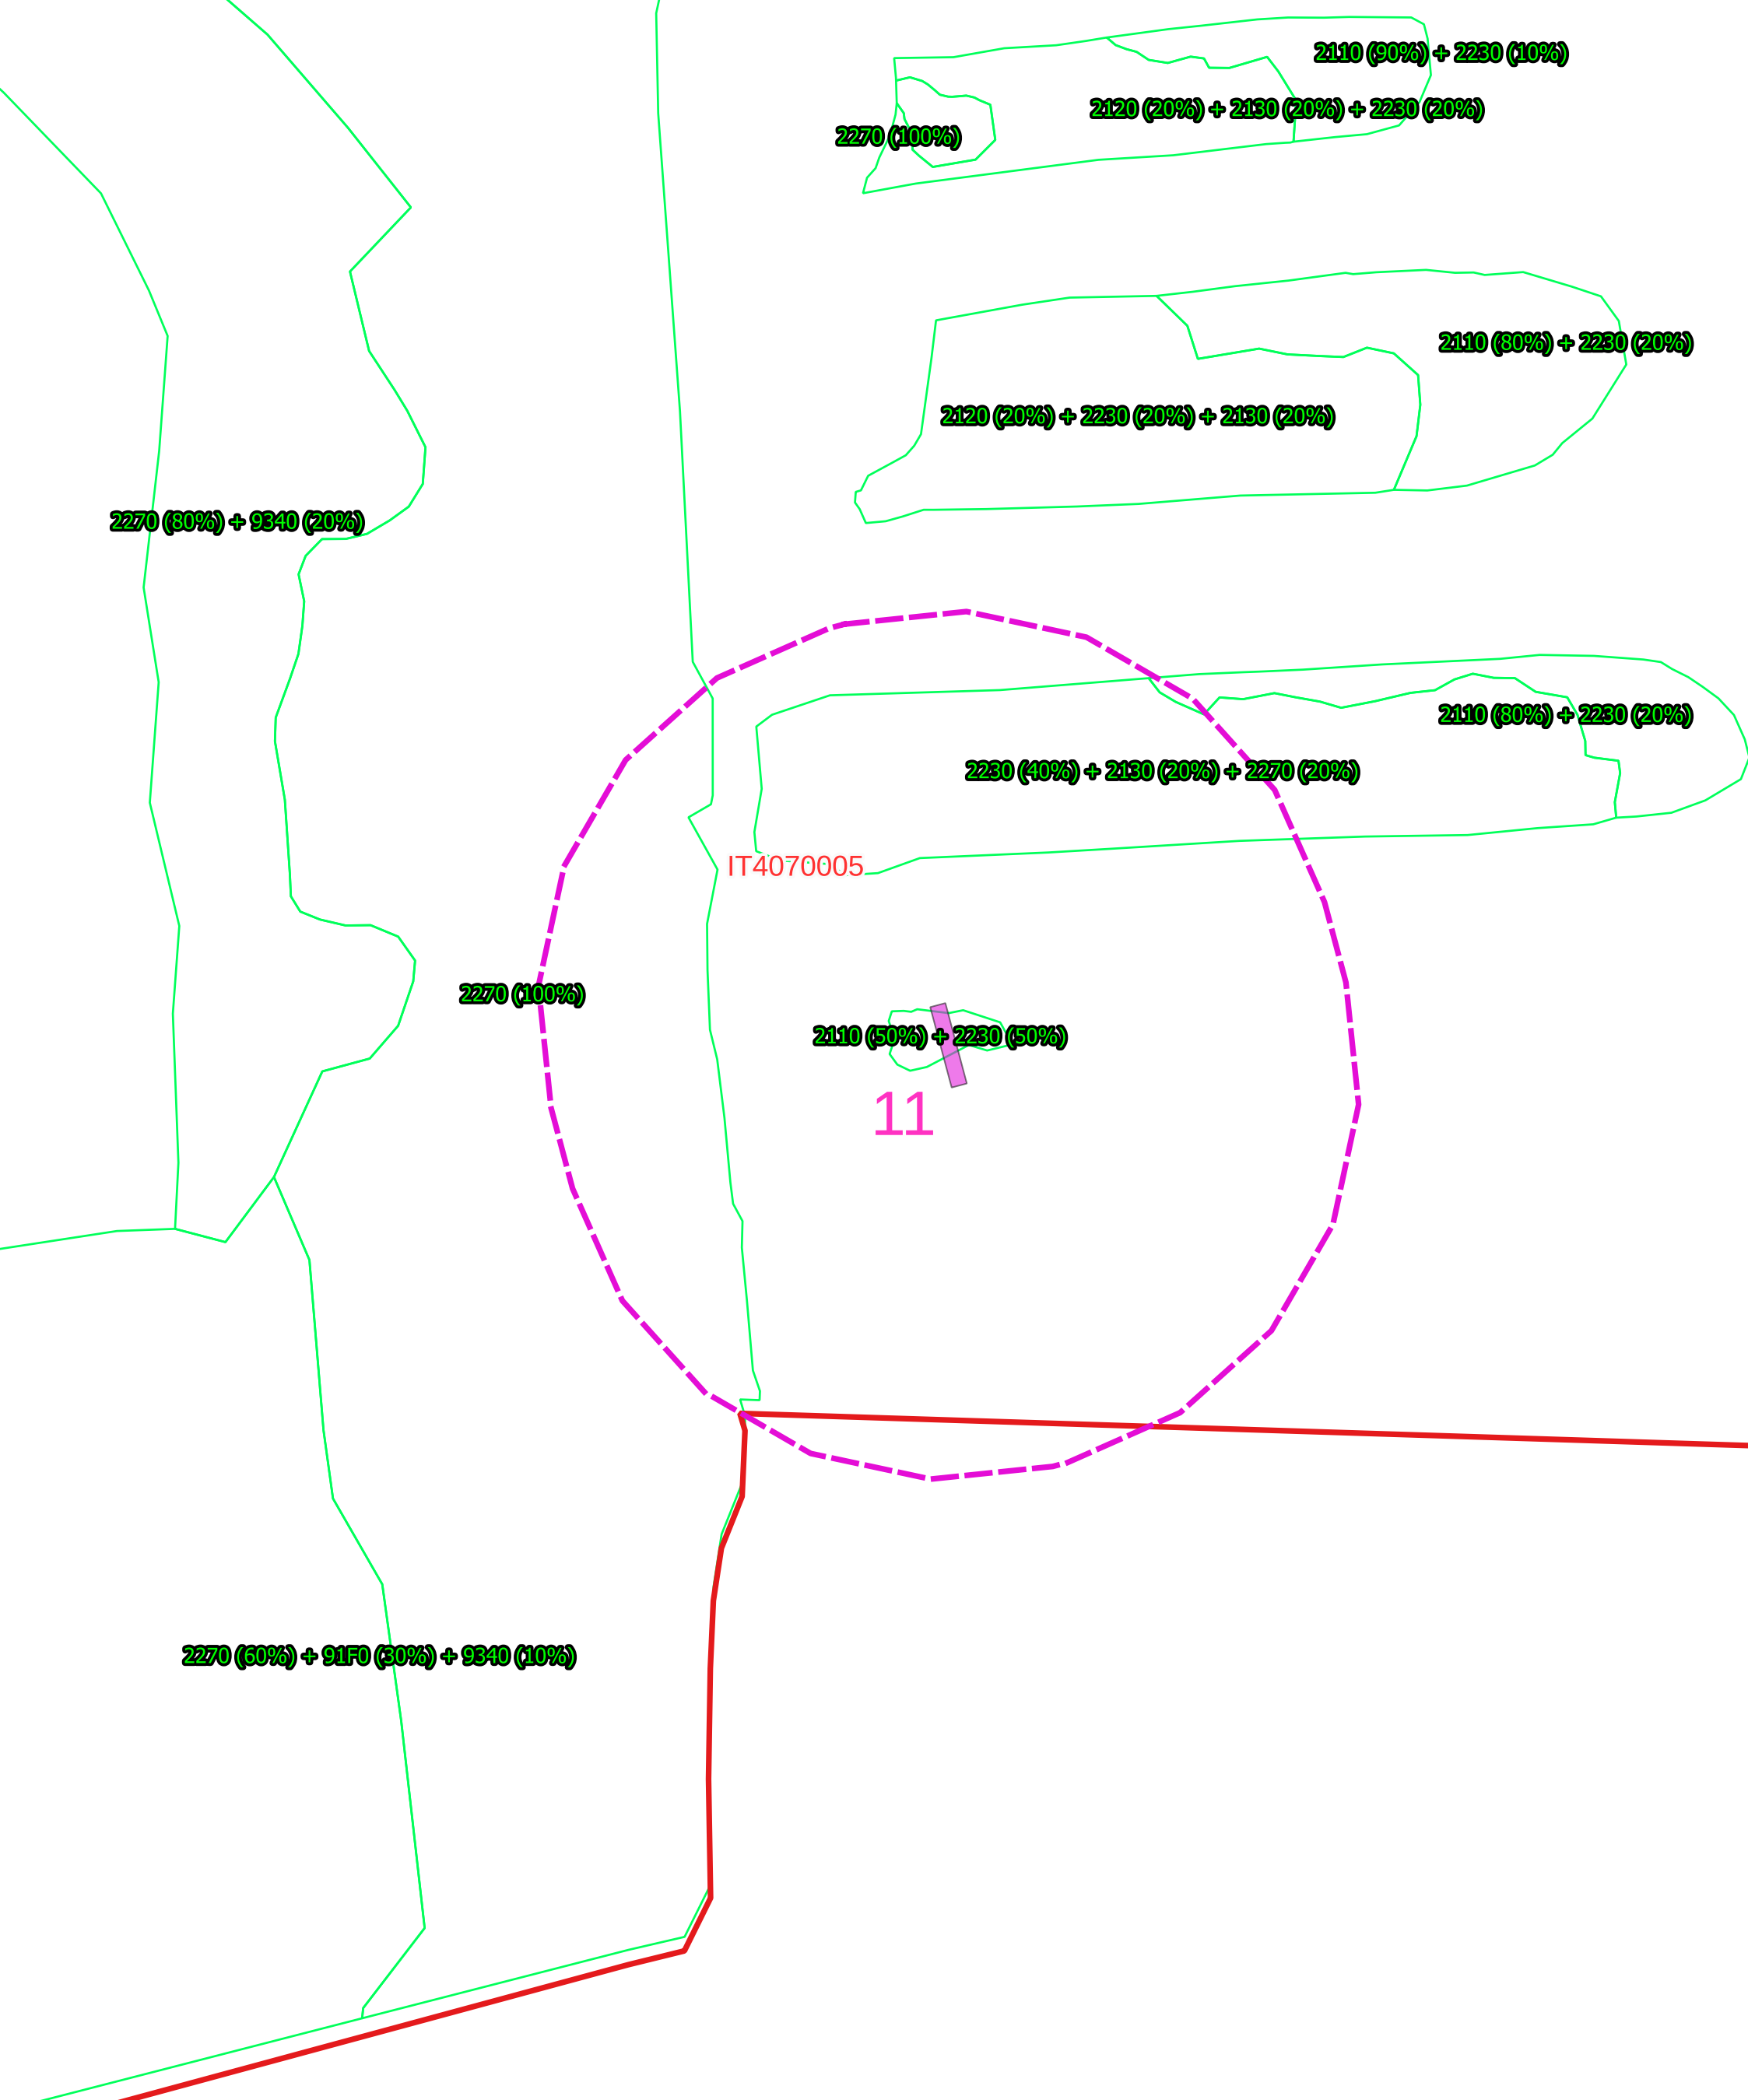 2110 (90%) + 2230 (10%)
2120 (20%) + 2130 (20%) + 2230 (20%)
2270 (100%)
2110 (80%) + 2230 (20%)
2120 (20%) + 2230 (20%) + 2130 (20%)
2270 (80%) + 9340 (20%)
2110 (80%) + 2230 (20%)
2230 (40%) + 2130 (20%) + 2270 (20%)
IT4070005
2270 (100%)
2110 (50%) + 2230 (50%)
11
2270 (60%) + 91F0 (30%) + 9340 (10%)